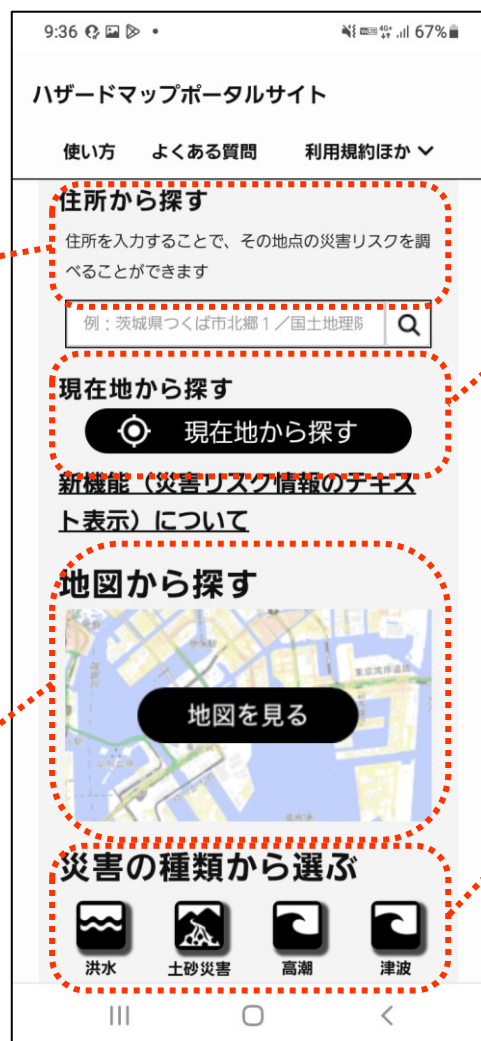 9:36
67%
ハザードマップポータルサイト
使い方 よくある質問 利用規約ほか
住所から探す
住所を入力することで、その地点の災害リスクを調
べることができます
例：茨城県つくば市北郷１／国土地理院
現在地から探す
現在地から探す
新機能（災害リスク情報のテキス
ト表示）について
地図から探す
東京湾岸道路
地図を見る
災害の種類から選ぶ
洪水 土砂災害 高潮 津波